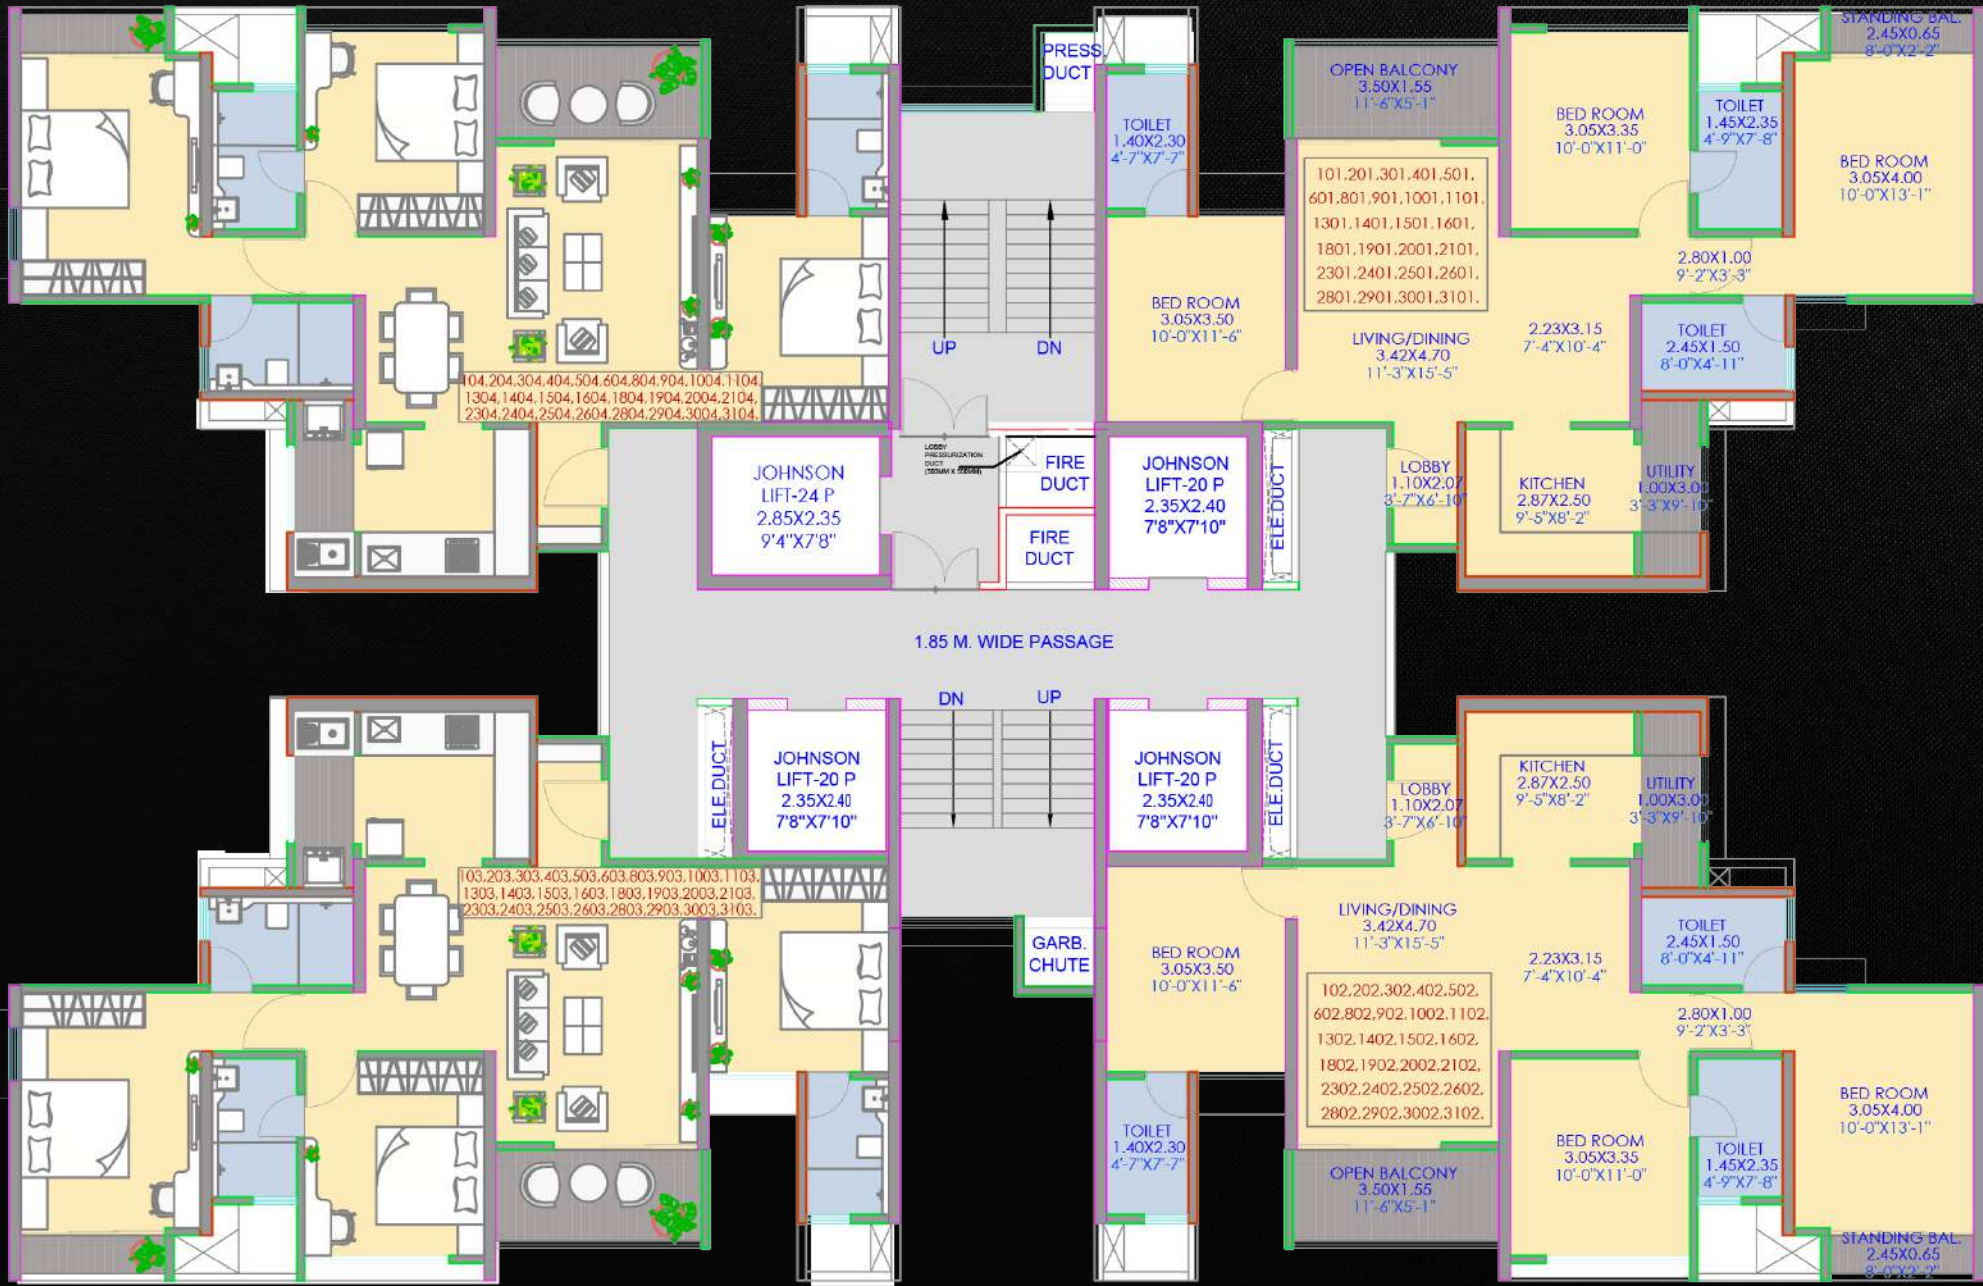 PRESS.
DUCT
TOILET
1.40X2.30
4'-7"X7'-7"
OPEN BALCONY
3.50X1.55
11'-6"X5'-1"
BED ROOM
3.05X3.35
10'-0"X11'-0"
TOILET
1.45X2.35
4'-9"X7'-8"
STANDING BAL.
2.45X0.65
8'-0"X2'-2"
BED ROOM
3.05X4.00
10'-0"X13'-1"
101,201,301,401,501,
601,801,901,1001,1101,
1301,1401,1501,1601,
1801,1901,2001,2101,
2301,2401,2501,2601,
2801,2901,3001,3101.
2.80X1.00
9'-2"X3'-3"
BED ROOM
3.05X3.50
10'-0"X11'-6"
LIVING/DINING
3.42X4.70
11'-3"X15'-5"
2.23X3.15
7'-4"X10'-4"
TOILET
2.45X1.50
8'-0"X4'-11"
UP
DN
104,204,304,404,504,604,804,904,1004,1104,
1304,1404,1504,1604,1804,1904,2004,2104,
2304,2404,2504,2604,2804,2904,3004,3104.
JOHNSON
LIFT-24 P
2.85X2.35
9'4"X7'8"
LOBBY
PRESSURIZATION
DUCT
FIRE
DUCT
FIRE
DUCT
JOHNSON
LIFT-20 P
2.35X2.40
7'8"X7'10"
ELE.DUCT
LOBBY
1.10X2.07
3'-7"X6'-10"
KITCHEN
2.87X2.50
9'-5"X8'-2"
UTILITY
1.00X3.00
3'-3"X9'-10"
1.85 M. WIDE PASSAGE
DN
UP
ELE.DUCT
JOHNSON
LIFT-20 P
2.35X2.40
7'8"X7'10"
JOHNSON
LIFT-20 P
2.35X2.40
7'8"X7'10"
ELE.DUCT
LOBBY
1.10X2.07
3'-7"X6'-10"
KITCHEN
2.87X2.50
9'-5"X8'-2"
UTILITY
1.00X3.00
3'-3"X9'-10"
103,203,303,403,503,603,803,903,1003,1103,
1303,1403,1503,1603,1803,1903,2003,2103,
2303,2403,2503,2603,2803,2903,3003,3103.
GARB.
CHUTE
BED ROOM
3.05X3.50
10'-0"X11'-6"
LIVING/DINING
3.42X4.70
11'-3"X15'-5"
2.23X3.15
7'-4"X10'-4"
TOILET
2.45X1.50
8'-0"X4'-11"
102,202,302,402,502,
602,802,902,1002,1102,
1302,1402,1502,1602,
1802,1902,2002,2102,
2302,2402,2502,2602,
2802,2902,3002,3102.
2.80X1.00
9'-2"X3'-3"
TOILET
1.40X2.30
4'-7"X7'-7"
OPEN BALCONY
3.50X1.55
11'-6"X5'-1"
BED ROOM
3.05X3.35
10'-0"X11'-0"
TOILET
1.45X2.35
4'-9"X7'-8"
BED ROOM
3.05X4.00
10'-0"X13'-1"
STANDING BAL.
2.45X0.65
8'-0"X2'-2"